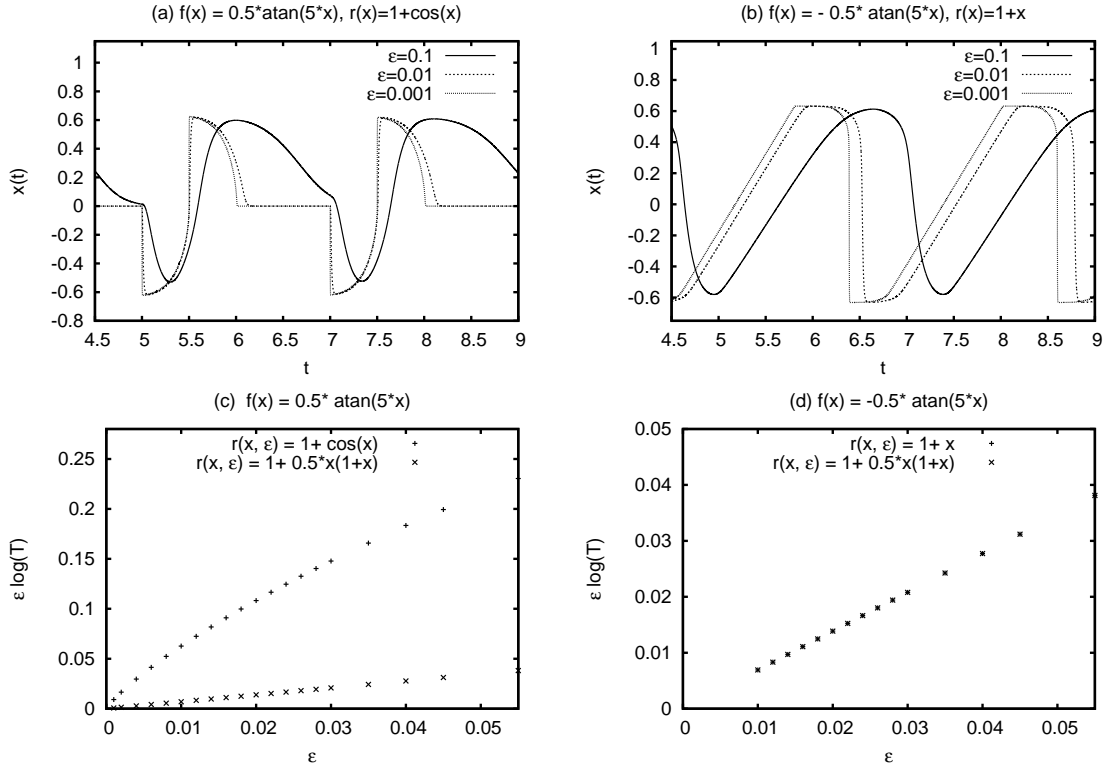 (a) f(x) = 0.5*atan(5*x), r(x)=1+cos(x)
ε=0.1
ε=0.01
ε=0.001
1
0.8
0.6
0.4
0.2
0
-0.2
-0.4
-0.6
-0.8
x(t)
4.5 5 5.5 6 6.5 7 7.5 8 8.5 9
t
(b) f(x) = - 0.5* atan(5*x), r(x)=1+x
ε=0.1
ε=0.01
ε=0.001
1
0.8
0.6
0.4
0.2
0
-0.2
-0.4
-0.6
x(t)
4.5 5 5.5 6 6.5 7 7.5 8 8.5 9
t
(c) f(x) = 0.5* atan(5*x)
r(x, ε) = 1+ cos(x)
r(x, ε) = 1+ 0.5*x(1+x)
0.25
0.2
0.15
0.1
0.05
0
ε log(T)
0 0.01 0.02 0.03 0.04 0.05
ε
(d) f(x) = -0.5* atan(5*x)
r(x, ε) = 1+ x
r(x, ε) = 1+ 0.5*x(1+x)
0.05
0.04
0.03
0.02
0.01
0
ε log(T)
0 0.01 0.02 0.03 0.04 0.05
ε